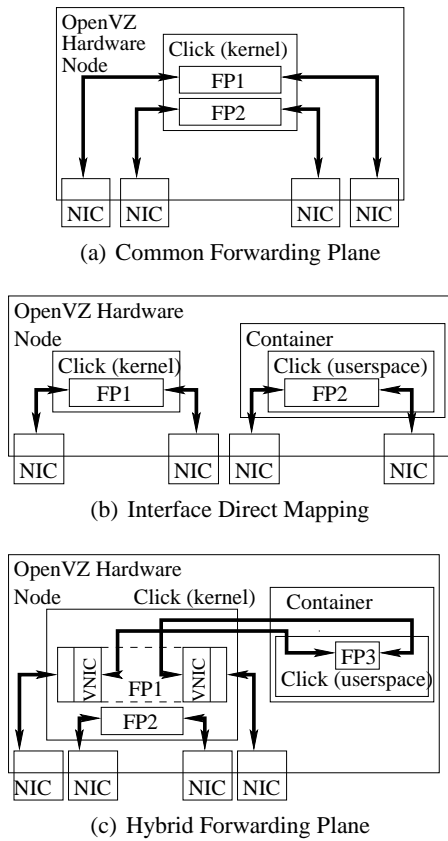 OpenVZ
Hardware
Node
Click (kernel)
FP1
FP2
NIC
NIC
NIC
NIC
(a) Common Forwarding Plane
OpenVZ Hardware
Node
Click (kernel)
FP1
Container
Click (userspace)
FP2
NIC
NIC
NIC
NIC
(b) Interface Direct Mapping
OpenVZ Hardware
Node
Click (kernel)
Container
VNIC
FP1
VNIC
FP3
Click (userspace)
FP2
NIC
NIC
NIC
NIC
(c) Hybrid Forwarding Plane